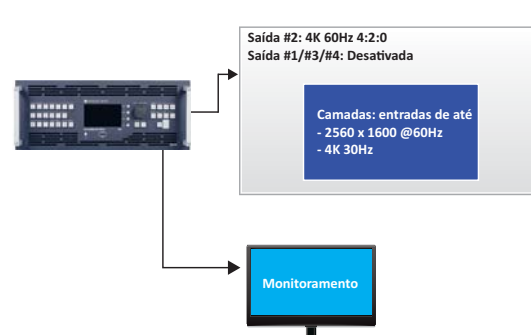 Saída #2: 4K 60Hz 4:2:0
Saída #1/#3/#4: Desativada
Camadas: entradas de até
- 2560 x 1600 @60Hz
- 4K 30Hz
Monitoramento